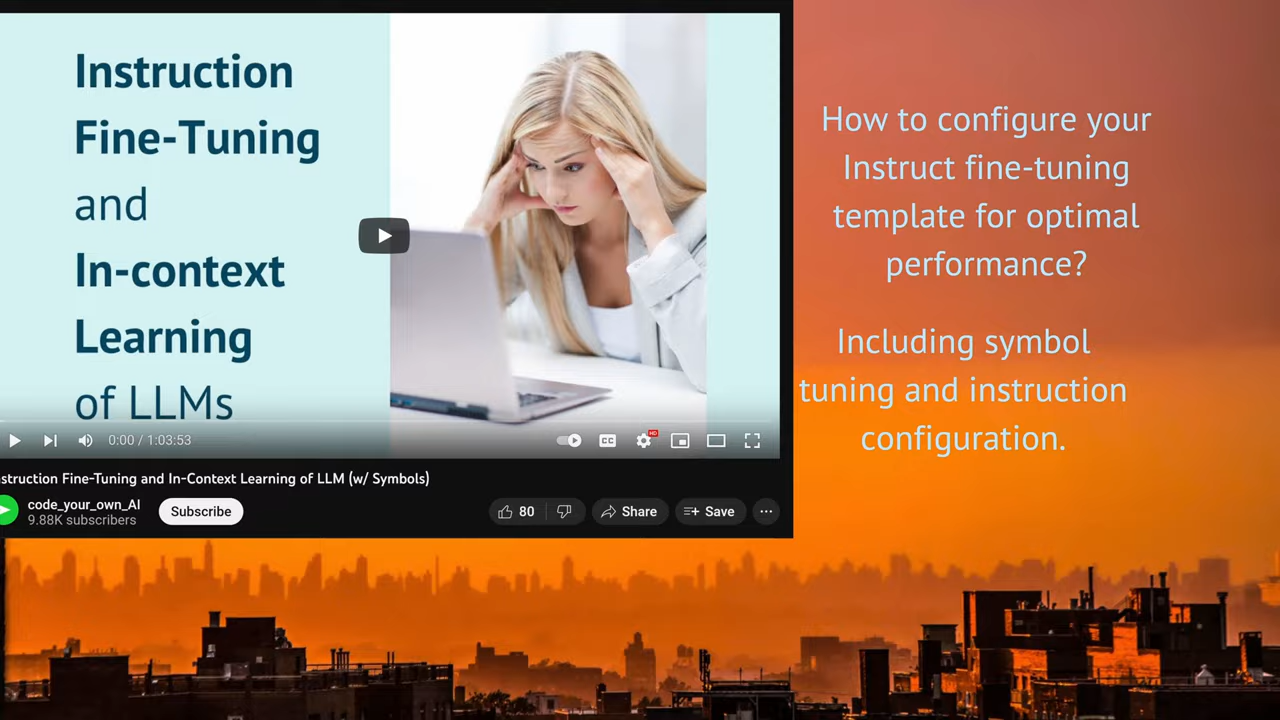 Instruction
Fine-Tuning
and
In-context
Learning
of LLMs
0:00 / 1:03:53
CC
HD
struction Fine-Tuning and In-Context Learning of LLM (w/ Symbols)
code_your_own_AI
9.88K subscribers
Subscribe
80
Share
Save
How to configure your
Instruct fine-tuning
template for optimal
performance?
Including symbol
tuning and instruction
configuration.